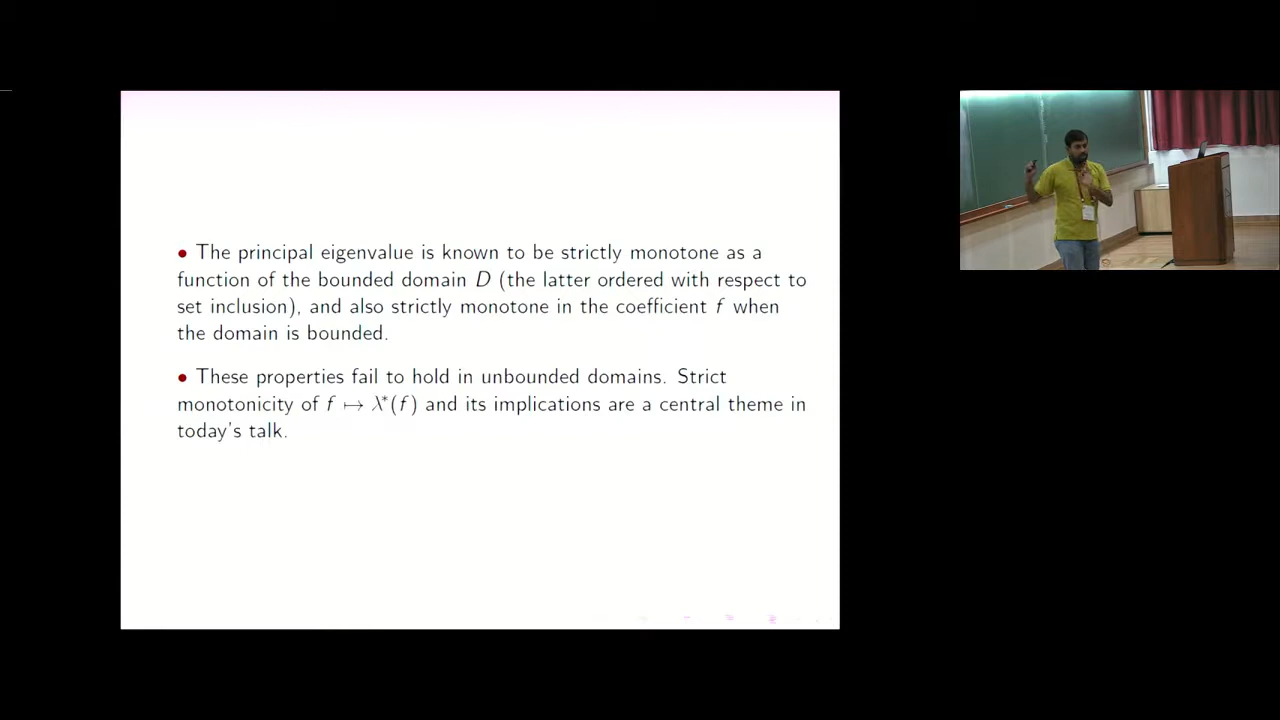 • The principal eigenvalue is known to be strictly monotone as a
function of the bounded domain D (the latter ordered with respect to
set inclusion), and also strictly monotone in the coefficient f when
the domain is bounded.
• These properties fail to hold in unbounded domains. Strict
monotonicity of f ↦ λ*(f) and its implications are a central theme in
today's talk.